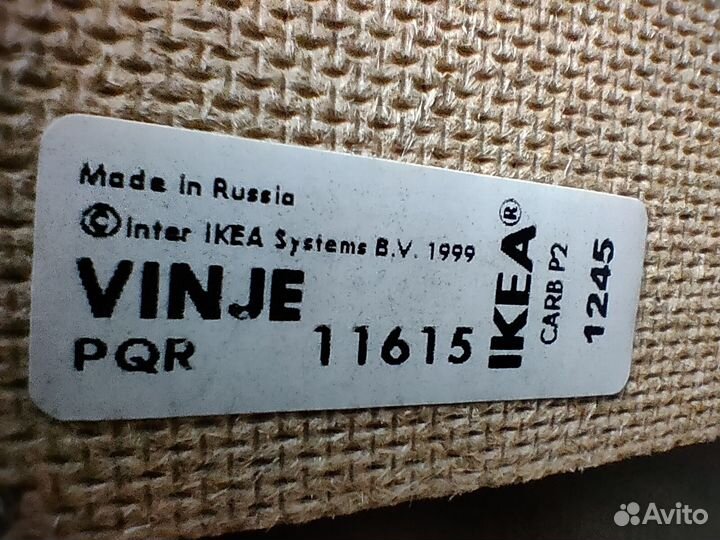 Made in Russia
© Inter IKEA Systems B.V. 1999
VINJE
PQR 11615
IKEA®
CARB P2
1245
Avito